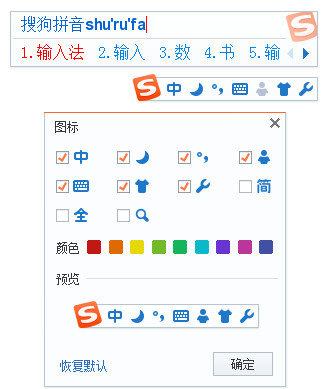 搜狗拼音shu'ru'fa
1.输入法 2.输入 3.数 4.书 5.输
中
图标
中
简
全
颜色
预览
中
恢复默认
确定